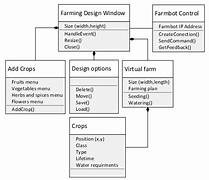 Farming Design Window
Size (width,height)
HandleEvent()
Resize()
Close()
Farmbot Control
Farmbot IP Address
CreateConection()
SendCommand()
GetFeedback()
Add Crops
Fruits menu
Vegetables menu
Herbs and spices menu
Flowers menu
AddCrop()
Design options
Delete()
Move()
Save()
Load()
Virtual farm
Size (width,length)
Farming plan
Seeding()
Watering()
Crops
Position (x,y)
Class
Type
Lifetime
Water requirments